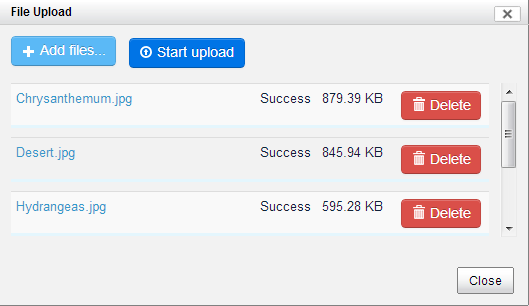 File Upload
Add files... Start upload
Chrysanthemum.jpg Success 879.39 KB Delete
Desert.jpg Success 845.94 KB Delete
Hydrangeas.jpg Success 595.28 KB Delete
Close